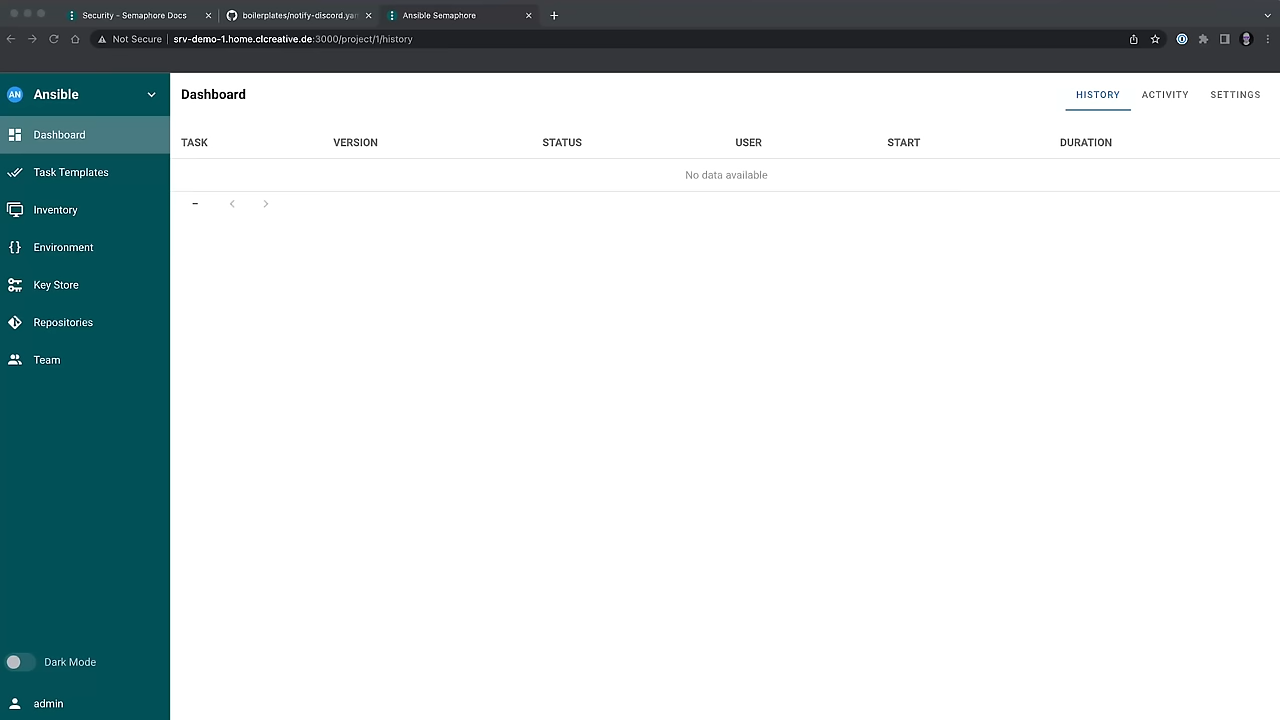 Security – Semaphore Docs
boilerplates/notify-discord.yam
Ansible Semaphore
Not Secure
srv-demo-1.home.clcreative.de:3000/project/1/history
AN
Ansible
Dashboard
HISTORY
ACTIVITY
SETTINGS
Dashboard
Task Templates
Inventory
Environment
Key Store
Repositories
Team
TASK
VERSION
STATUS
USER
START
DURATION
No data available
–
Dark Mode
admin